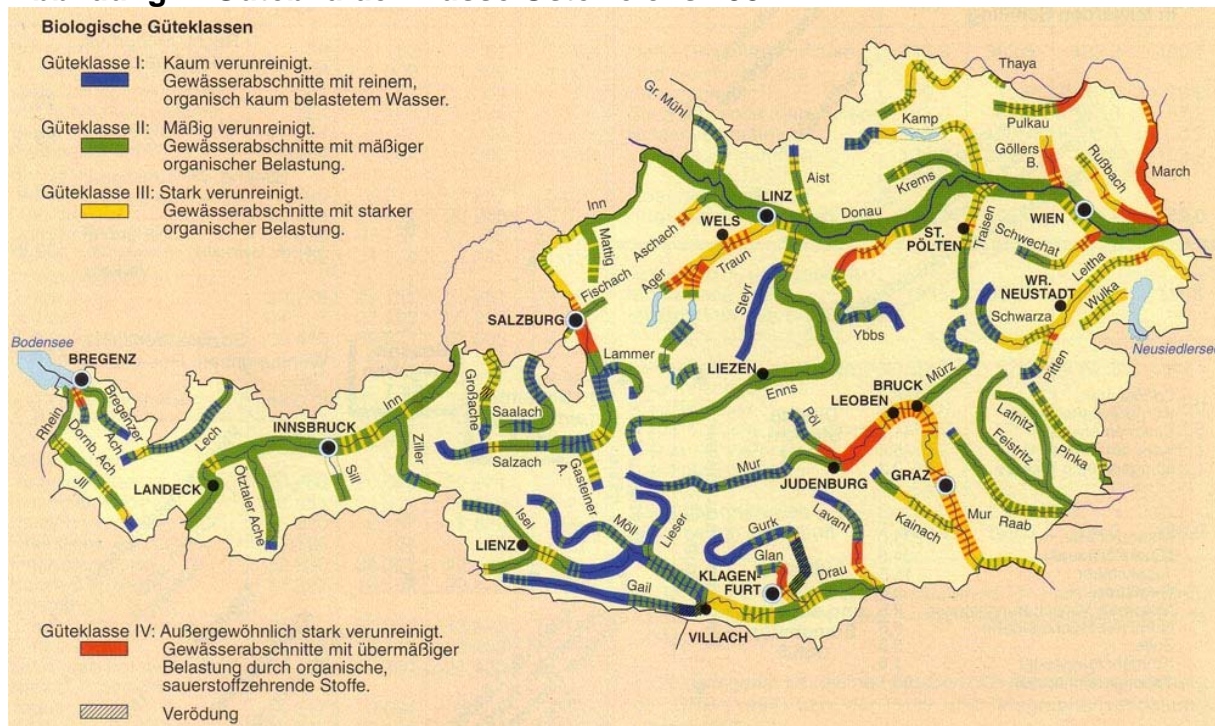 Biologische Güteklassen
Güteklasse I: Kaum verunreinigt.
Gewässerabschnitte mit reinem,
organisch kaum belastetem Wasser.
Güteklasse II: Mäßig verunreinigt.
Gewässerabschnitte mit mäßiger
organischer Belastung.
Güteklasse III: Stark verunreinigt.
Gewässerabschnitte mit starker
organischer Belastung.
Thaya
Gr. Mühl
Kamp
Pulkau
Göllers
B.
Rußbach
March
Aist
Krems
Inn
LINZ
Donau
WIEN
Mattig
Aschach
WELS
Traun
ST.
PÖLTEN
Traisen
Schwechat
Leitha
Fischach
Ager
Steyr
WR.
NEUSTADT
Wulka
Schwarza
SALZBURG
Ybbs
Bodensee
Neusiedlersee
BREGENZ
Lammer
LIEZEN
Enns
Mürz
Pitten
Großache
Saalach
BRUCK
LEOBEN
Rhein
Bregenzer
Ach
Dornb. Ach
Lech
INNSBRUCK
Inn
Ziller
Salzach
Gasteiner
A.
Pöl
Lafnitz
Feistritz
Pinka
Jll
LANDECK
Ötztaler Ache
Sill
Mur
JUDENBURG
GRAZ
Isel
Möll
Lieser
Lavant
Kainach
Mur
Raab
LIENZ
Gurk
Glan
Gail
KLAGEN-
FURT
Drau
VILLACH
Güteklasse IV: Außergewöhnlich stark verunreinigt.
Gewässerabschnitte mit übermäßiger
Belastung durch organische,
sauerstoffzehrende Stoffe.
Verödung